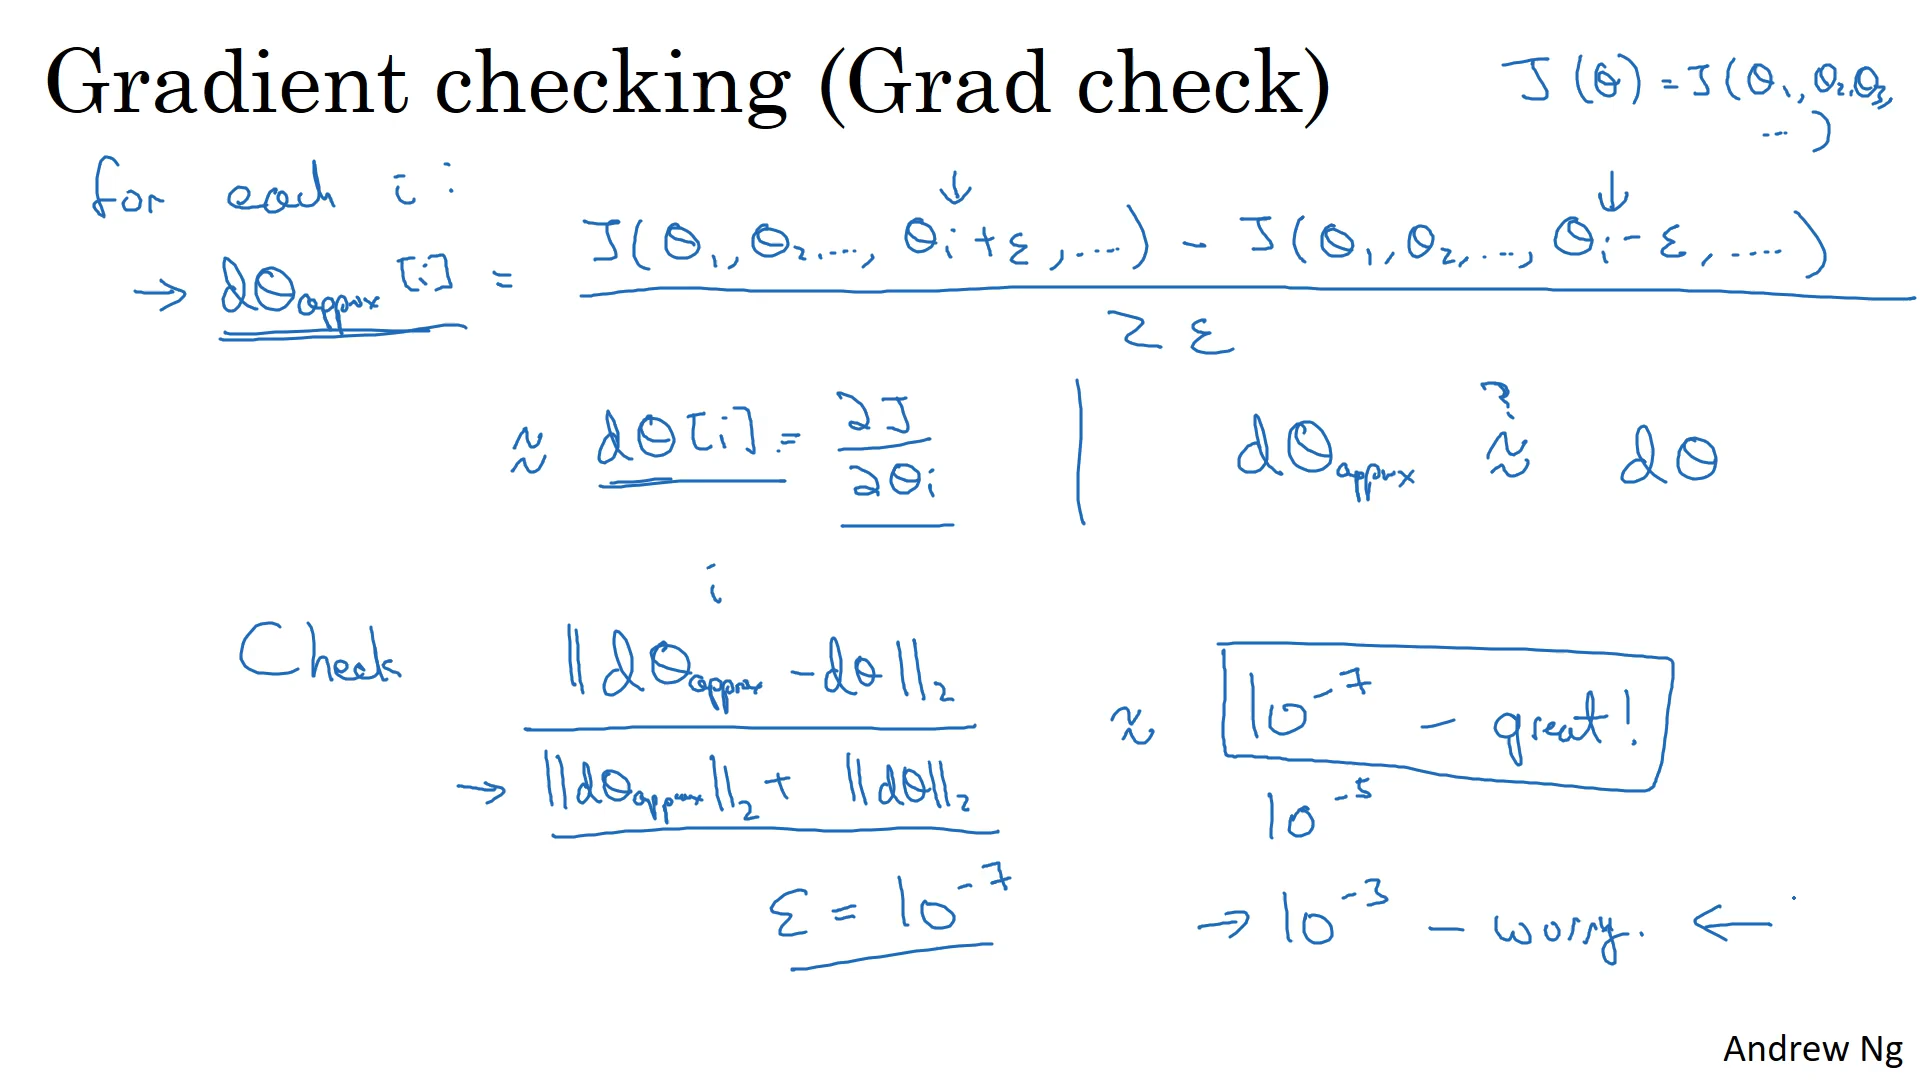 Gradient checking (Grad check)
J(θ) = J(θ₁, θ₂, θ₃, ...)
for each i:
→ dθapprox[i] = J(θ₁, θ₂, ..., θᵢ+ε, ...) - J(θ₁, θ₂, ..., θᵢ-ε, ....)
2ε
≈ dθ[i] = ∂J/∂θᵢ | dθapprox ≈? dθ
i
Check ‖dθapprox - dθ‖₂
→ ‖dθapprox‖₂ + ‖dθ‖₂
≈ 10⁻⁷ - great!
10⁻⁵
ε = 10⁻⁷
→ 10⁻³ - worry. ←
Andrew Ng